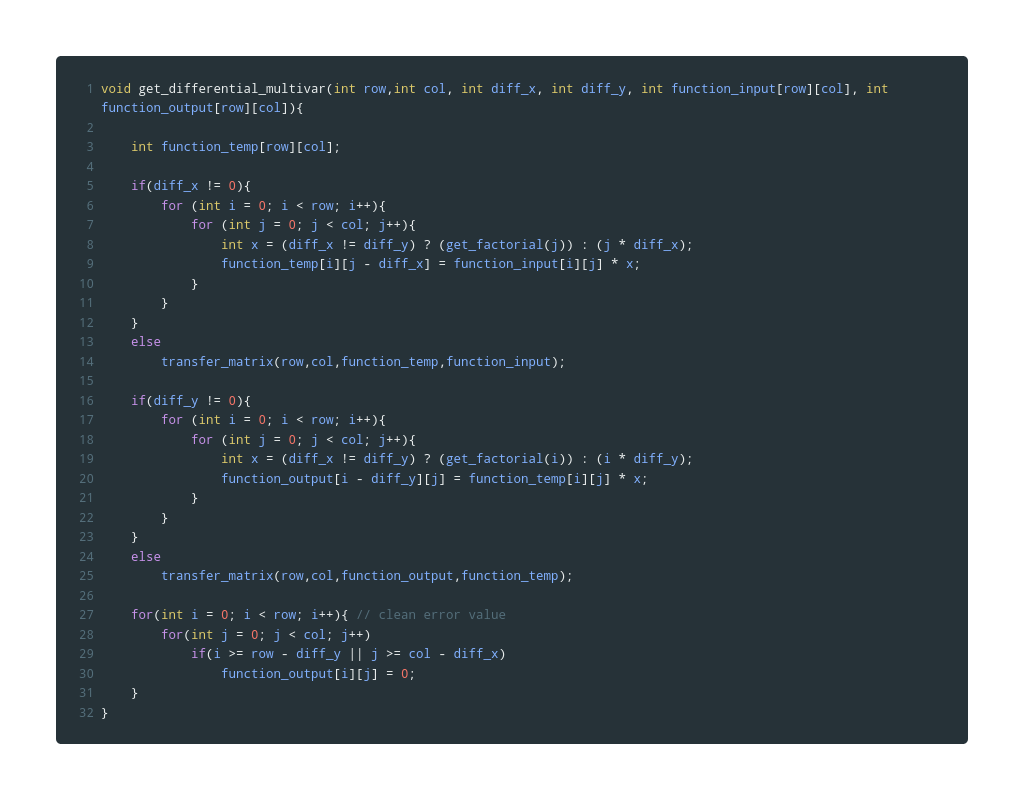 1 void get_differential_multivar(int row,int col, int diff_x, int diff_y, int function_input[row][col], int
function_output[row][col]){
2
3     int function_temp[row][col];
4
5     if(diff_x != 0){
6         for (int i = 0; i < row; i++){
7             for (int j = 0; j < col; j++){
8                 int x = (diff_x != diff_y) ? (get_factorial(j)) : (j * diff_x);
9                 function_temp[i][j - diff_x] = function_input[i][j] * x;
10             }
11         }
12     }
13     else
14         transfer_matrix(row,col,function_temp,function_input);
15
16     if(diff_y != 0){
17         for (int i = 0; i < row; i++){
18             for (int j = 0; j < col; j++){
19                 int x = (diff_x != diff_y) ? (get_factorial(i)) : (i * diff_y);
20                 function_output[i - diff_y][j] = function_temp[i][j] * x;
21             }
22         }
23     }
24     else
25         transfer_matrix(row,col,function_output,function_temp);
26
27     for(int i = 0; i < row; i++){ // clean error value
28         for(int j = 0; j < col; j++)
29             if(i >= row - diff_y || j >= col - diff_x)
30                 function_output[i][j] = 0;
31     }
32 }